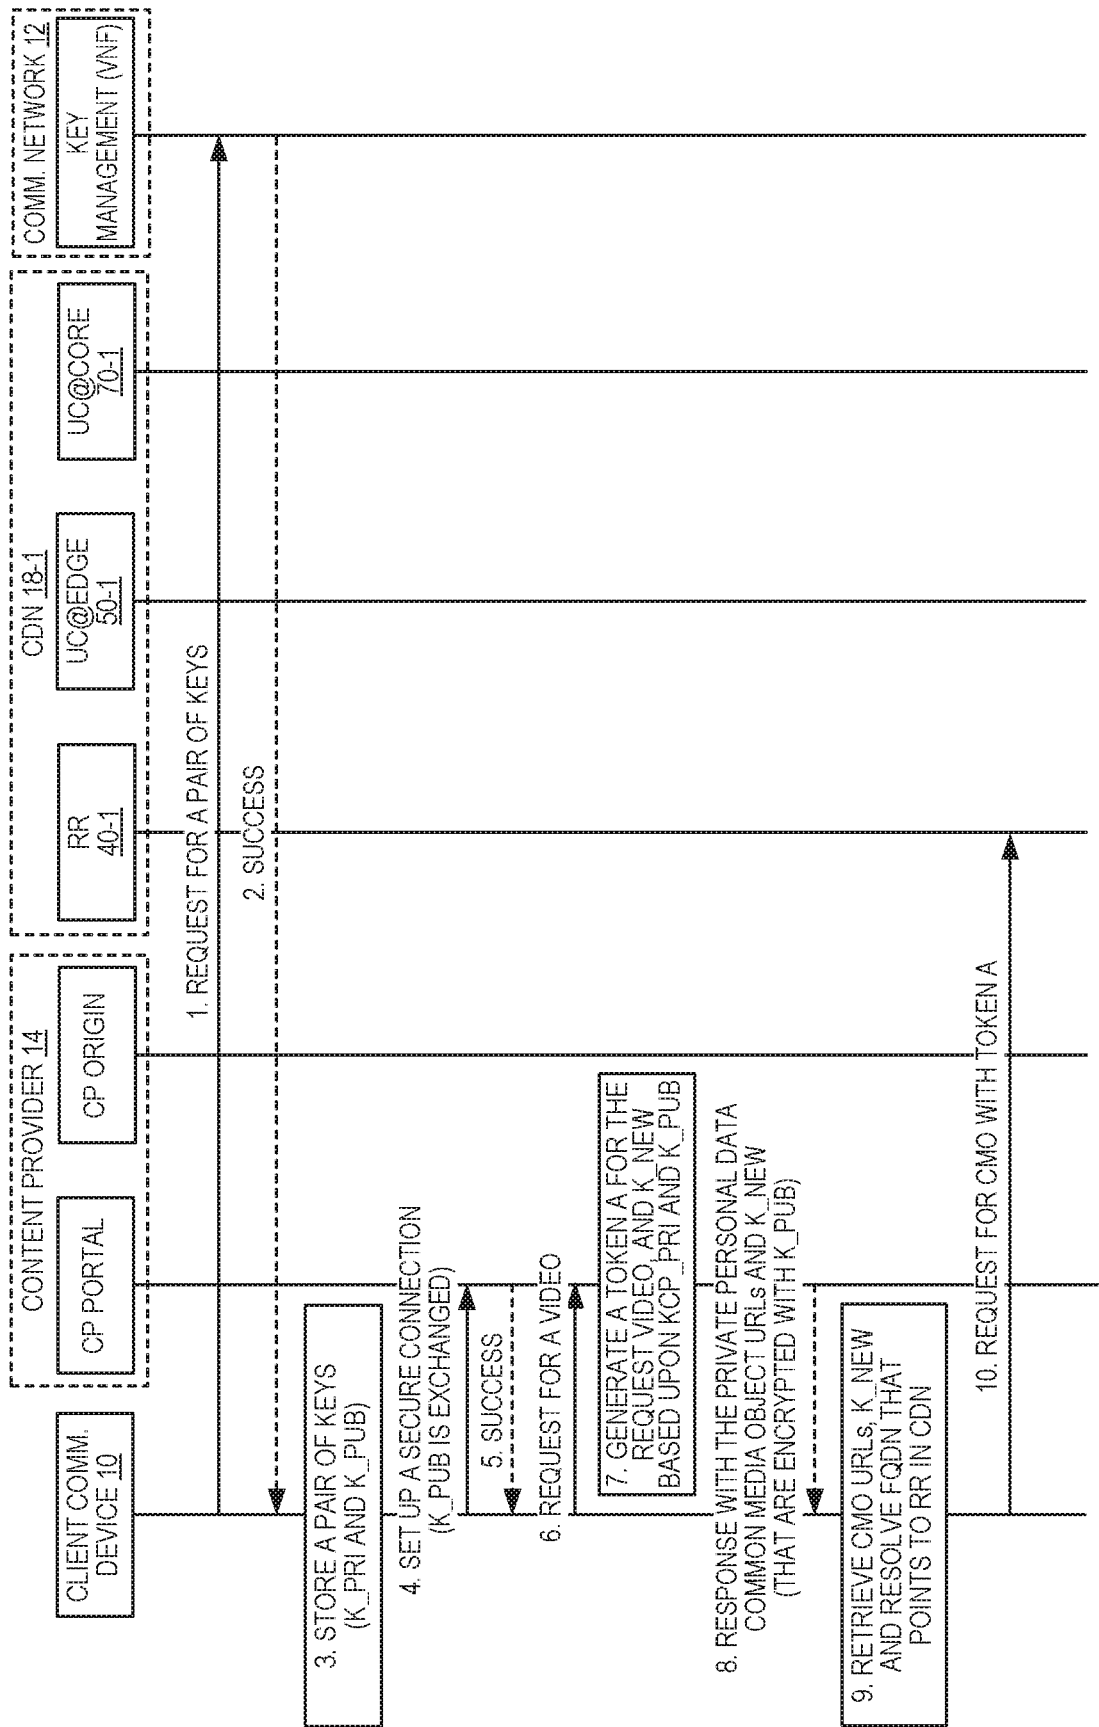 CLIENT COMM.
DEVICE 10
CONTENT PROVIDER 14
CP PORTAL
CP ORIGIN
CDN 18-1
RR
40-1
UC@EDGE
50-1
UC@CORE
70-1
COMM. NETWORK 12
KEY
MANAGEMENT (VNF)
1. REQUEST FOR A PAIR OF KEYS
2. SUCCESS
3. STORE A PAIR OF KEYS
(K_PRI AND K_PUB)
4. SET UP A SECURE CONNECTION
(K_PUB IS EXCHANGED)
5. SUCCESS
6. REQUEST FOR A VIDEO
7. GENERATE A TOKEN A FOR THE
REQUEST VIDEO, AND K_NEW
BASED UPON KCP_PRI AND K_PUB
8. RESPONSE WITH THE PRIVATE PERSONAL DATA
COMMON MEDIA OBJECT URLs AND K_NEW
(THAT ARE ENCRYPTED WITH K_PUB)
9. RETRIEVE CMO URLs, K_NEW
AND RESOLVE FQDN THAT
POINTS TO RR IN CDN
10. REQUEST FOR CMO WITH TOKEN A